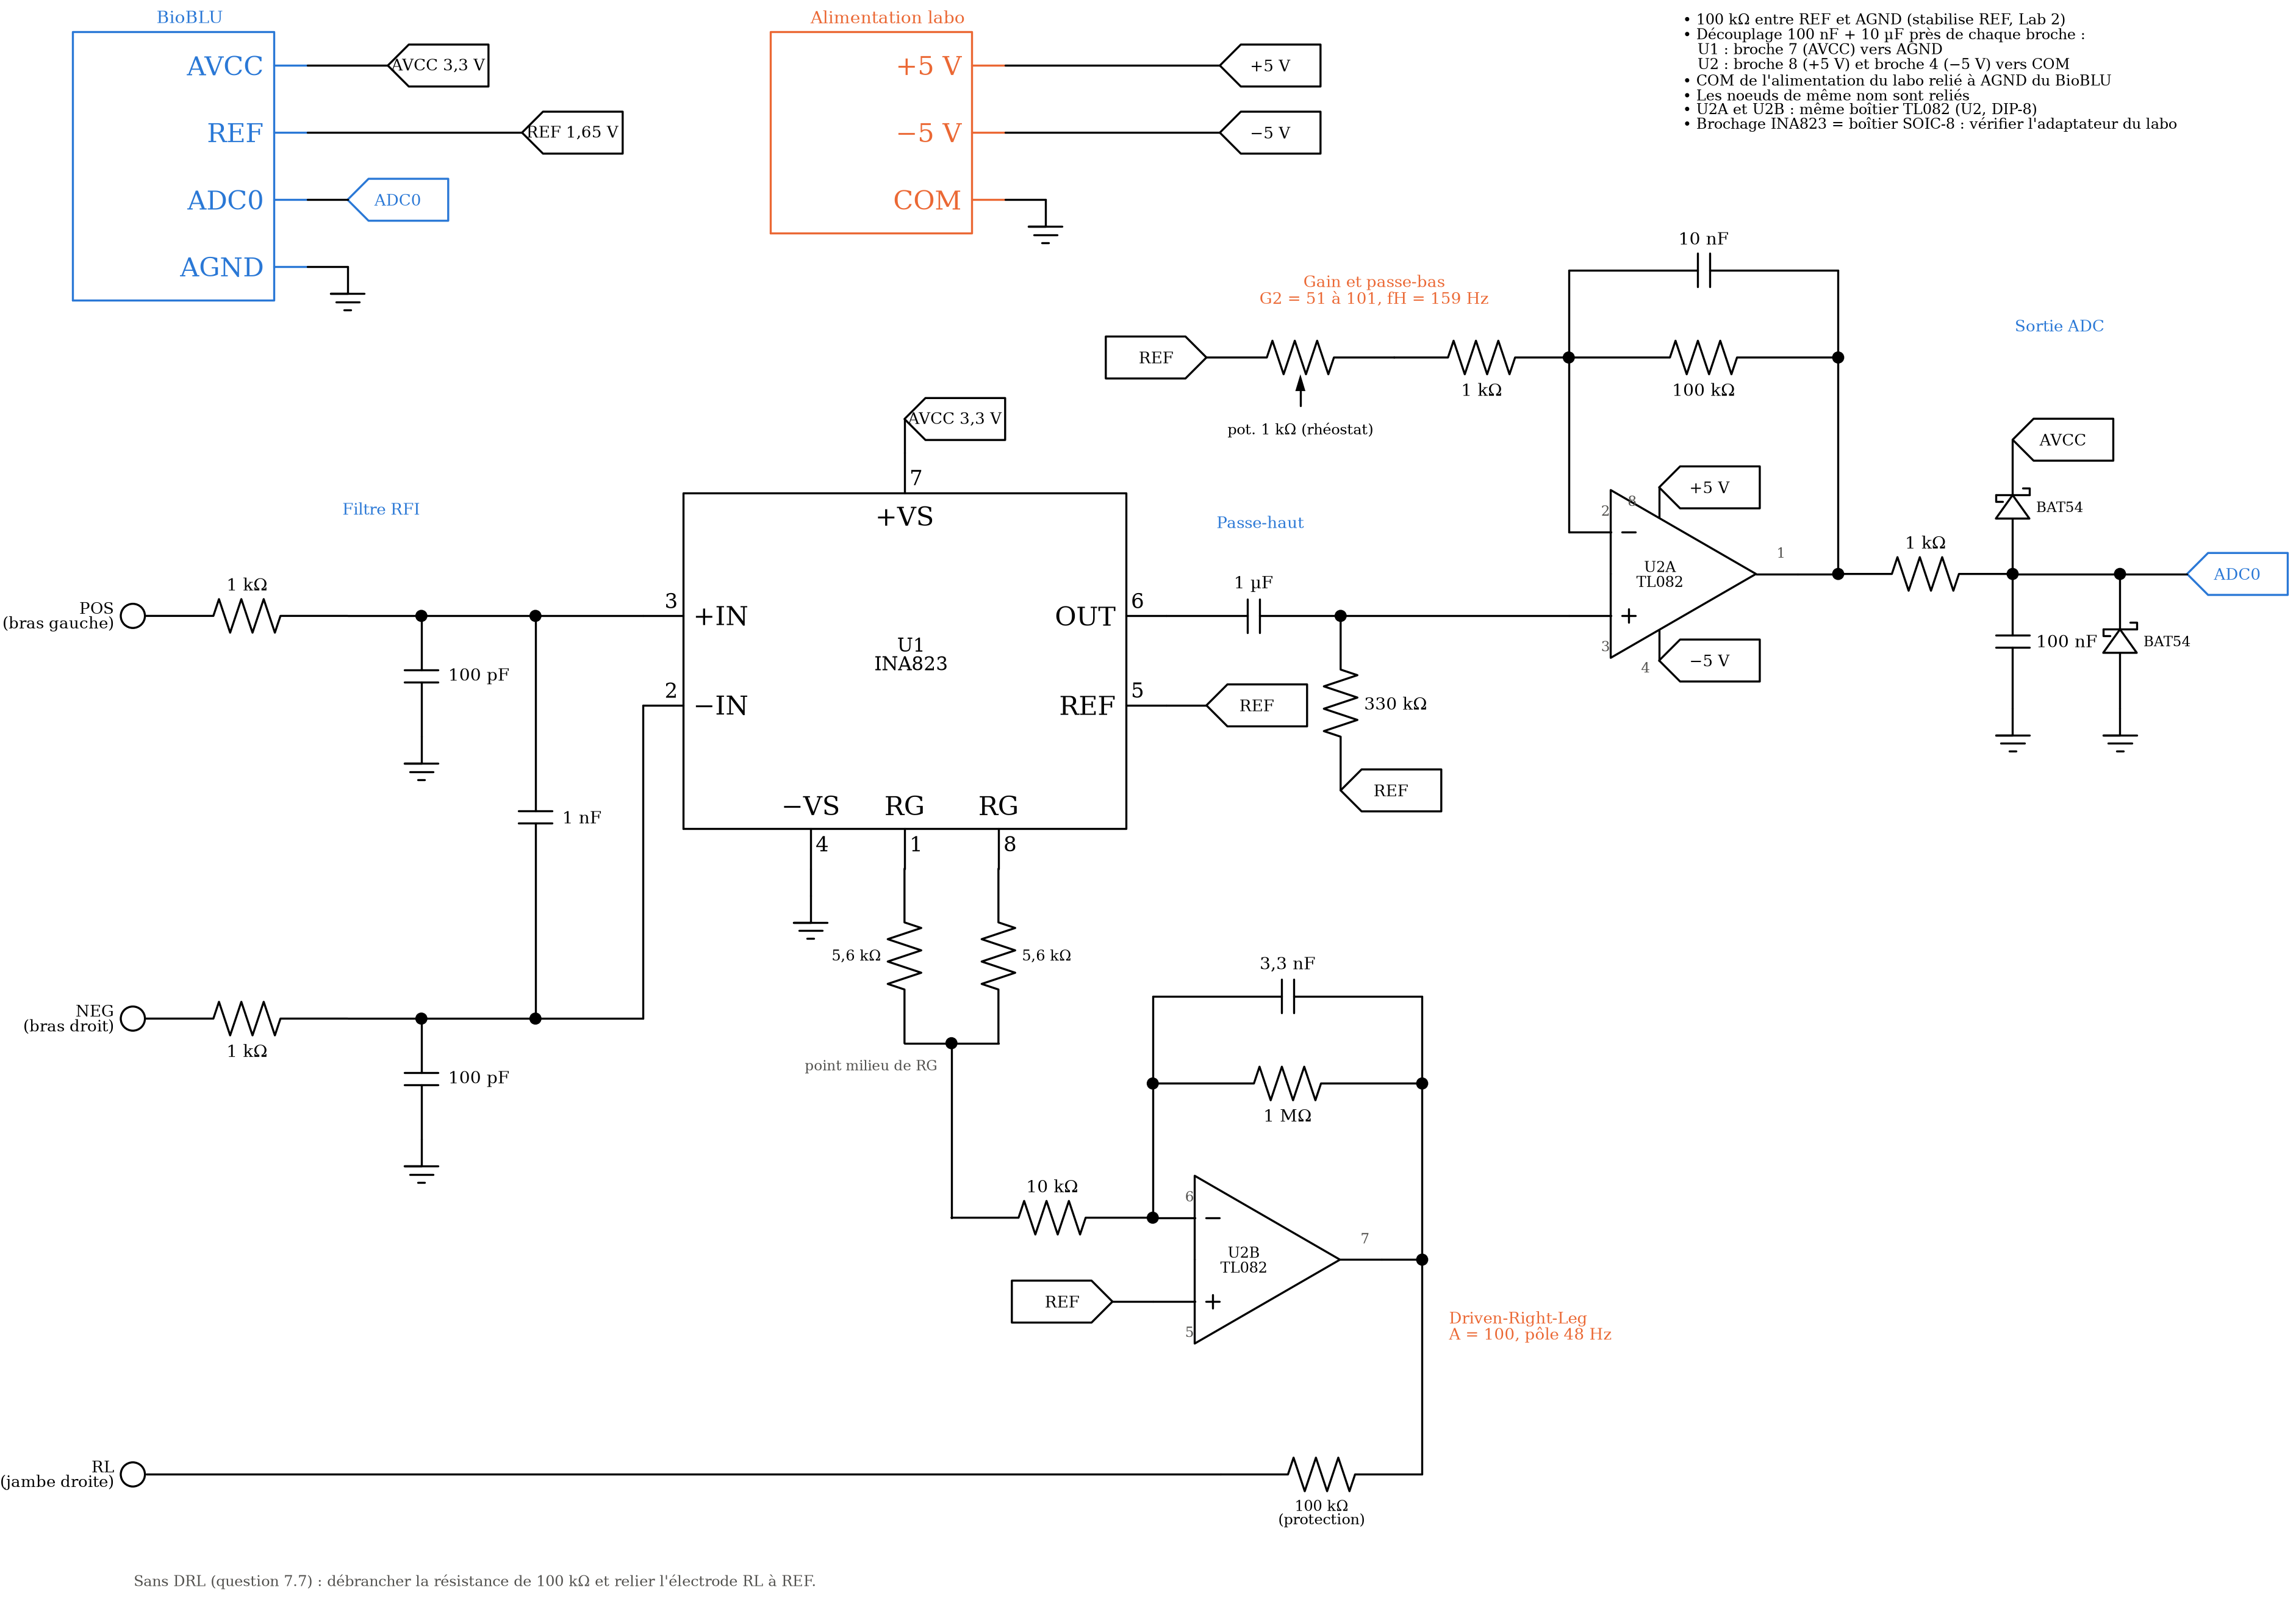 BioBLU
AVCC
AVCC 3,3 V
REF
REF 1,65 V
ADC0
ADC0
AGND
Alimentation labo
+5 V
+5 V
−5 V
−5 V
COM
• 100 kΩ entre REF et AGND (stabilise REF, Lab 2)
• Découplage 100 nF + 10 µF près de chaque broche :
U1 : broche 7 (AVCC) vers AGND
U2 : broche 8 (+5 V) et broche 4 (−5 V) vers COM
• COM de l'alimentation du labo relié à AGND du BioBLU
• Les noeuds de même nom sont reliés
• U2A et U2B : même boîtier TL082 (U2, DIP-8)
• Brochage INA823 = boîtier SOIC-8 : vérifier l'adaptateur du labo
Gain et passe-bas
G2 = 51 à 101, fH = 159 Hz
10 nF
REF
pot. 1 kΩ (rhéostat)
1 kΩ
100 kΩ
Sortie ADC
AVCC 3,3 V
7
AVCC
BAT54
Filtre RFI
+VS
Passe-haut
+5 V
8
2
−
U2A
TL082
1
+
3
4
−5 V
1 kΩ
ADC0
100 nF
BAT54
POS
(bras gauche)
1 kΩ
100 pF
1 nF
3
+IN
2
−IN
U1
INA823
OUT
6
REF
5
REF
1 µF
330 kΩ
REF
−VS
RG
RG
4
1
8
5,6 kΩ
5,6 kΩ
point milieu de RG
NEG
(bras droit)
1 kΩ
100 pF
3,3 nF
1 MΩ
10 kΩ
6
−
U2B
TL082
7
REF
+
5
Driven-Right-Leg
A = 100, pôle 48 Hz
RL
(jambe droite)
100 kΩ
(protection)
Sans DRL (question 7.7) : débrancher la résistance de 100 kΩ et relier l'électrode RL à REF.